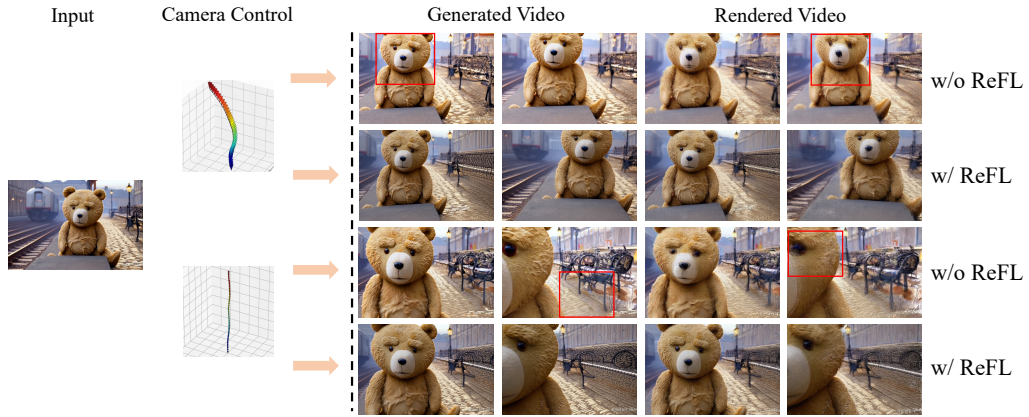 Input
Camera Control
Generated Video
Rendered Video
w/o ReFL
w/ ReFL
w/o ReFL
w/ ReFL